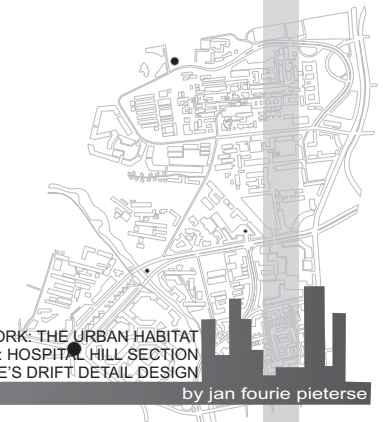 ORK: THE URBAN HABITAT
: HOSPITAL HILL SECTION
E'S DRIFT DETAIL DESIGN
by jan fourie pieterse